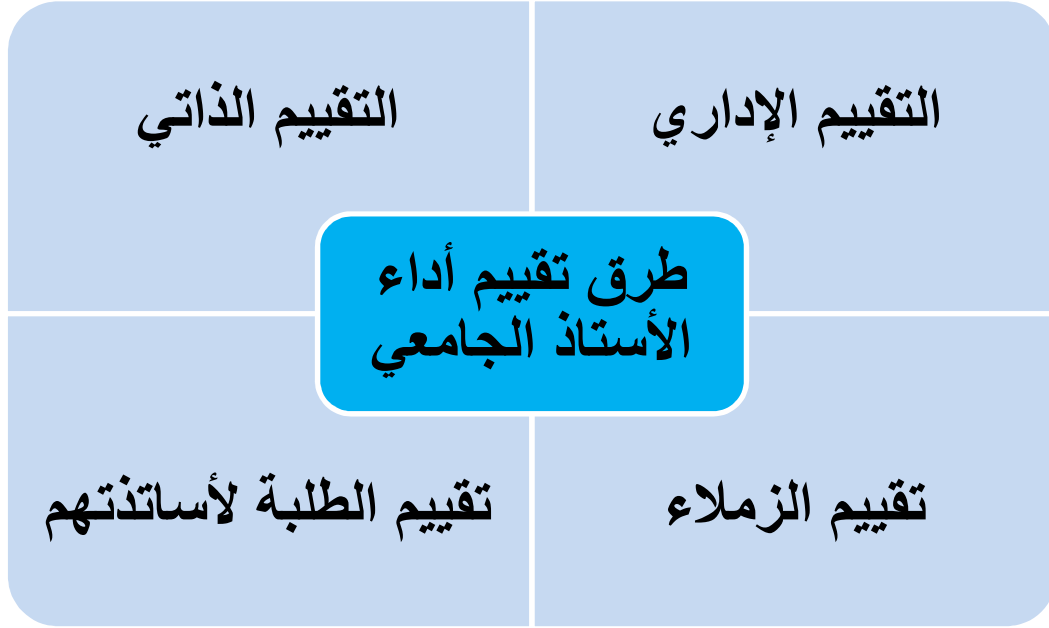 التقييم الإداري
التقييم الذاتي
طرق تقييم أداء
الأستاذ الجامعي
تقييم الزملاء
تقييم الطلبة لأساتذتهم